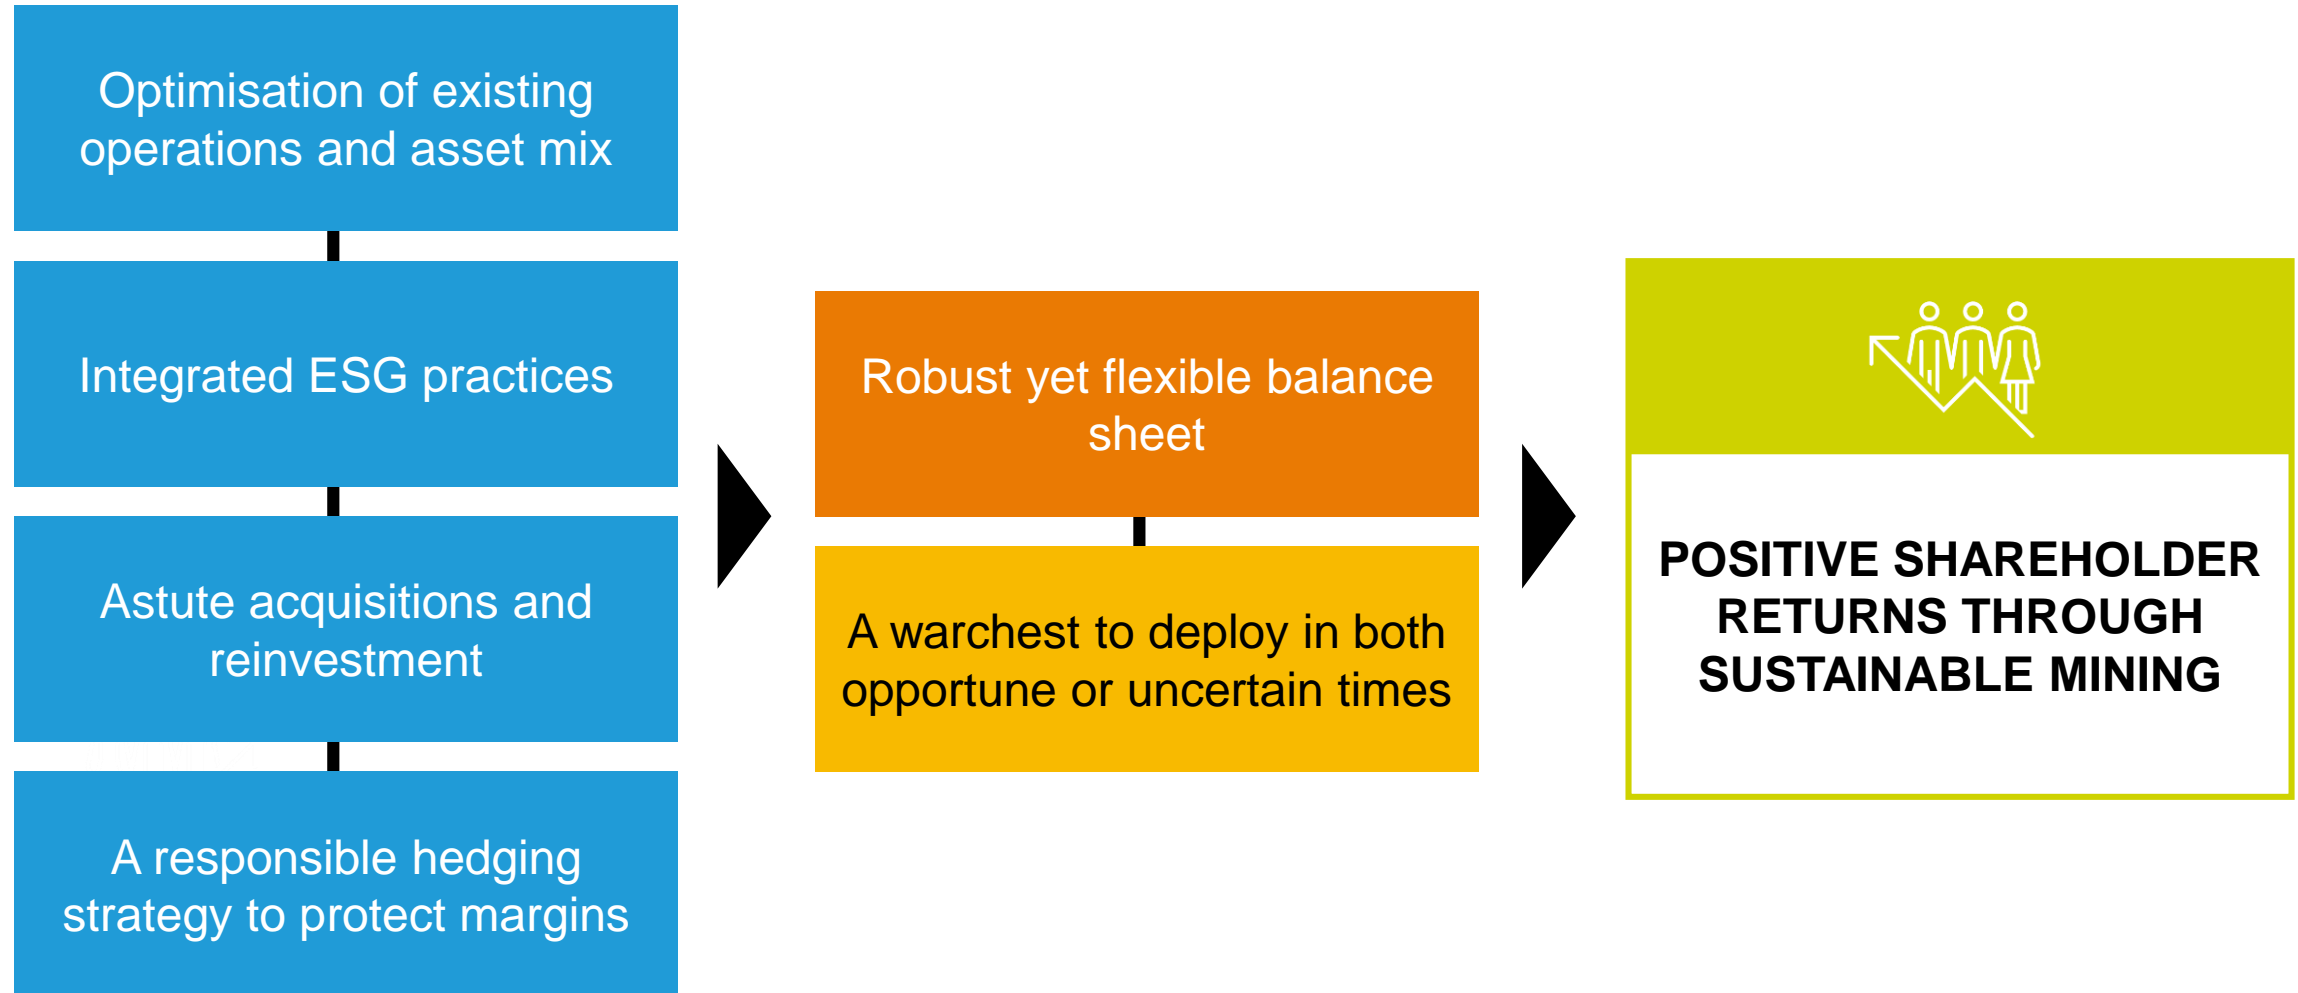 Optimisation of existing
operations and asset mix
Integrated ESG practices
Astute acquisitions and
reinvestment
A responsible hedging
strategy to protect margins
Robust yet flexible balance
sheet
A warchest to deploy in both
opportune or uncertain times
POSITIVE SHAREHOLDER
RETURNS THROUGH
SUSTAINABLE MINING